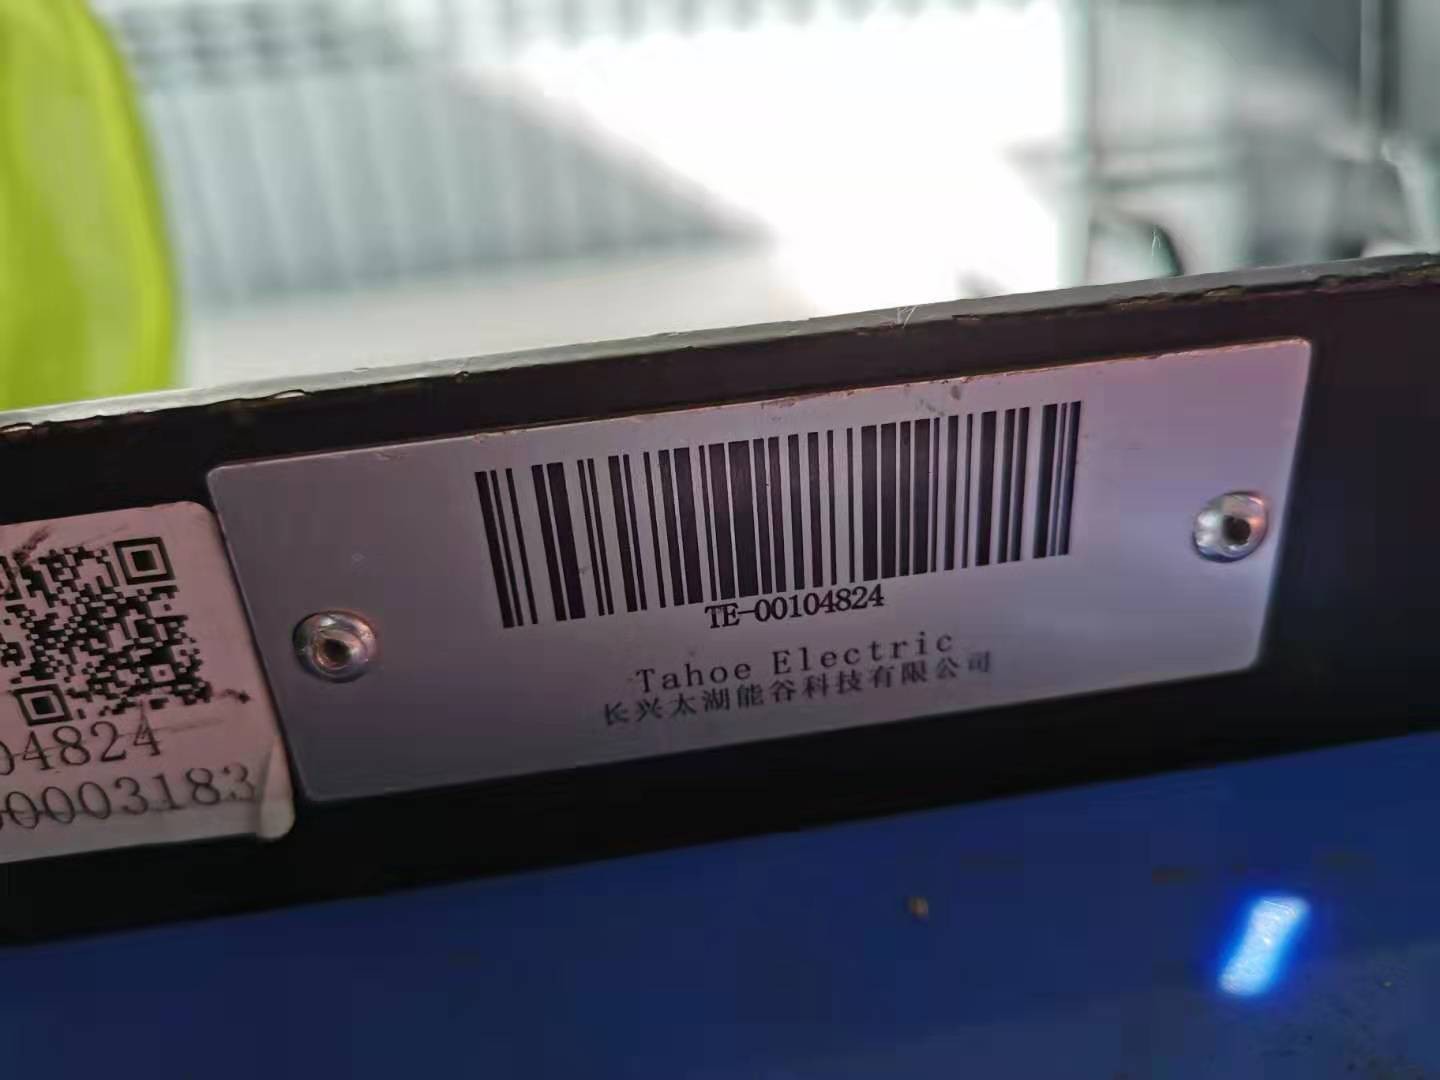 TE-00104824
Tahoe Electric
长兴太湖能谷科技有限公司
04824
00003183